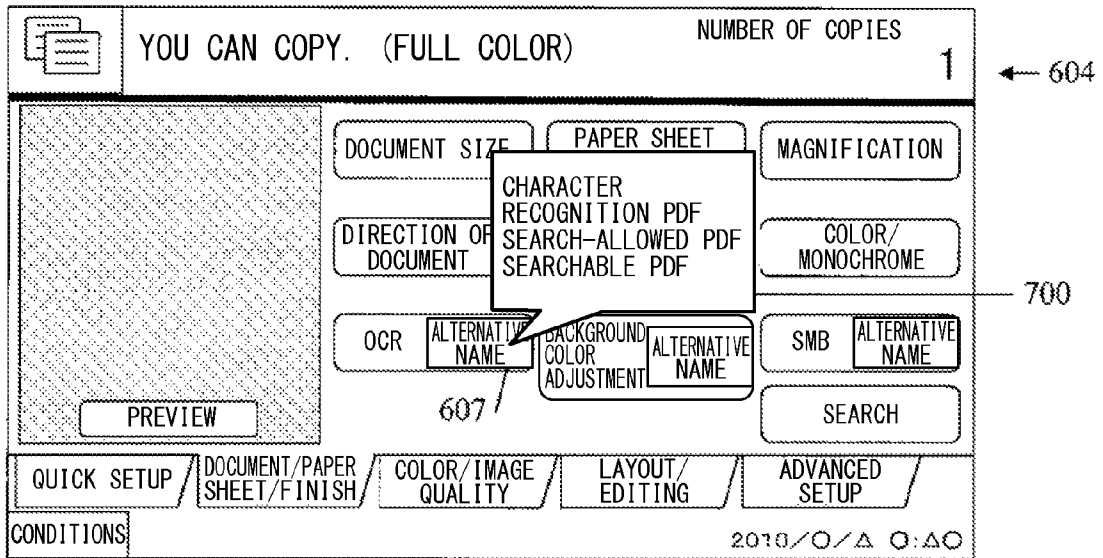 YOU CAN COPY. (FULL COLOR)
NUMBER OF COPIES
1
604
DOCUMENT SIZE
PAPER SHEET
MAGNIFICATION
CHARACTER
RECOGNITION PDF
SEARCH-ALLOWED PDF
SEARCHABLE PDF
DIRECTION OF
DOCUMENT
COLOR/
MONOCHROME
700
OCR
ALTERNATIVE
NAME
BACKGROUND
COLOR
ADJUSTMENT
ALTERNATIVE
NAME
SMB
ALTERNATIVE
NAME
607
PREVIEW
SEARCH
QUICK SETUP
DOCUMENT/PAPER
SHEET/FINISH
COLOR/IMAGE
QUALITY
LAYOUT/
EDITING
ADVANCED
SETUP
CONDITIONS
2010/○/△ ○:△○